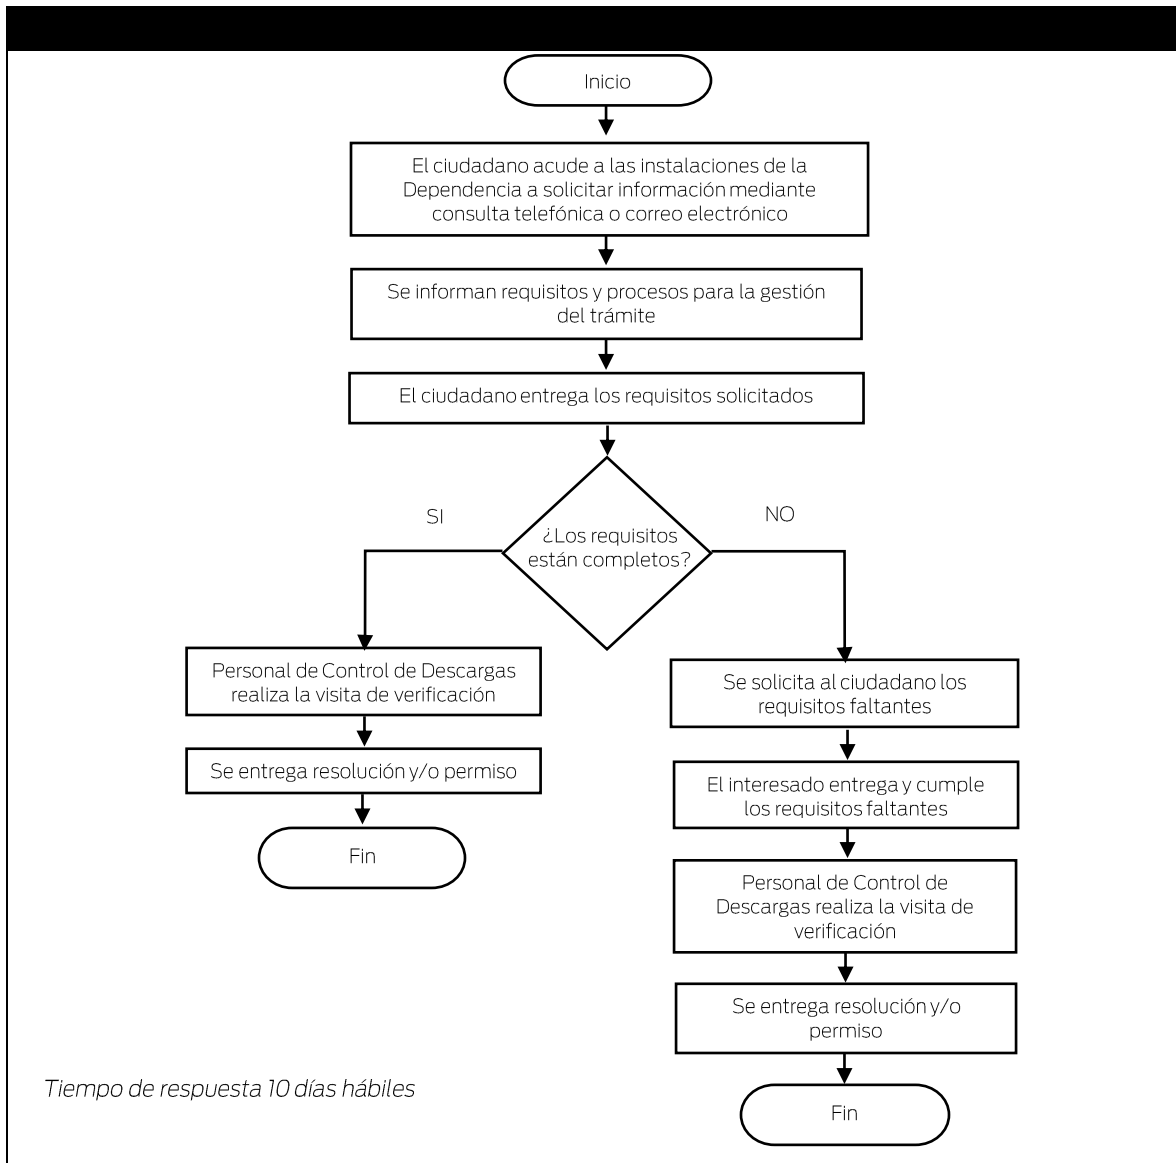 Inicio
El ciudadano acude a las instalaciones de la
Dependencia a solicitar información mediante
consulta telefónica o correo electrónico
Se informan requisitos y procesos para la gestión
del trámite
El ciudadano entrega los requisitos solicitados
¿Los requisitos
están completos?
SI
NO
Personal de Control de Descargas
realiza la visita de verificación
Se entrega resolución y/o permiso
Fin
Se solicita al ciudadano los
requisitos faltantes
El interesado entrega y cumple
los requisitos faltantes
Personal de Control de
Descargas realiza la visita de
verificación
Se entrega resolución y/o
permiso
Fin
Tiempo de respuesta 10 días hábiles